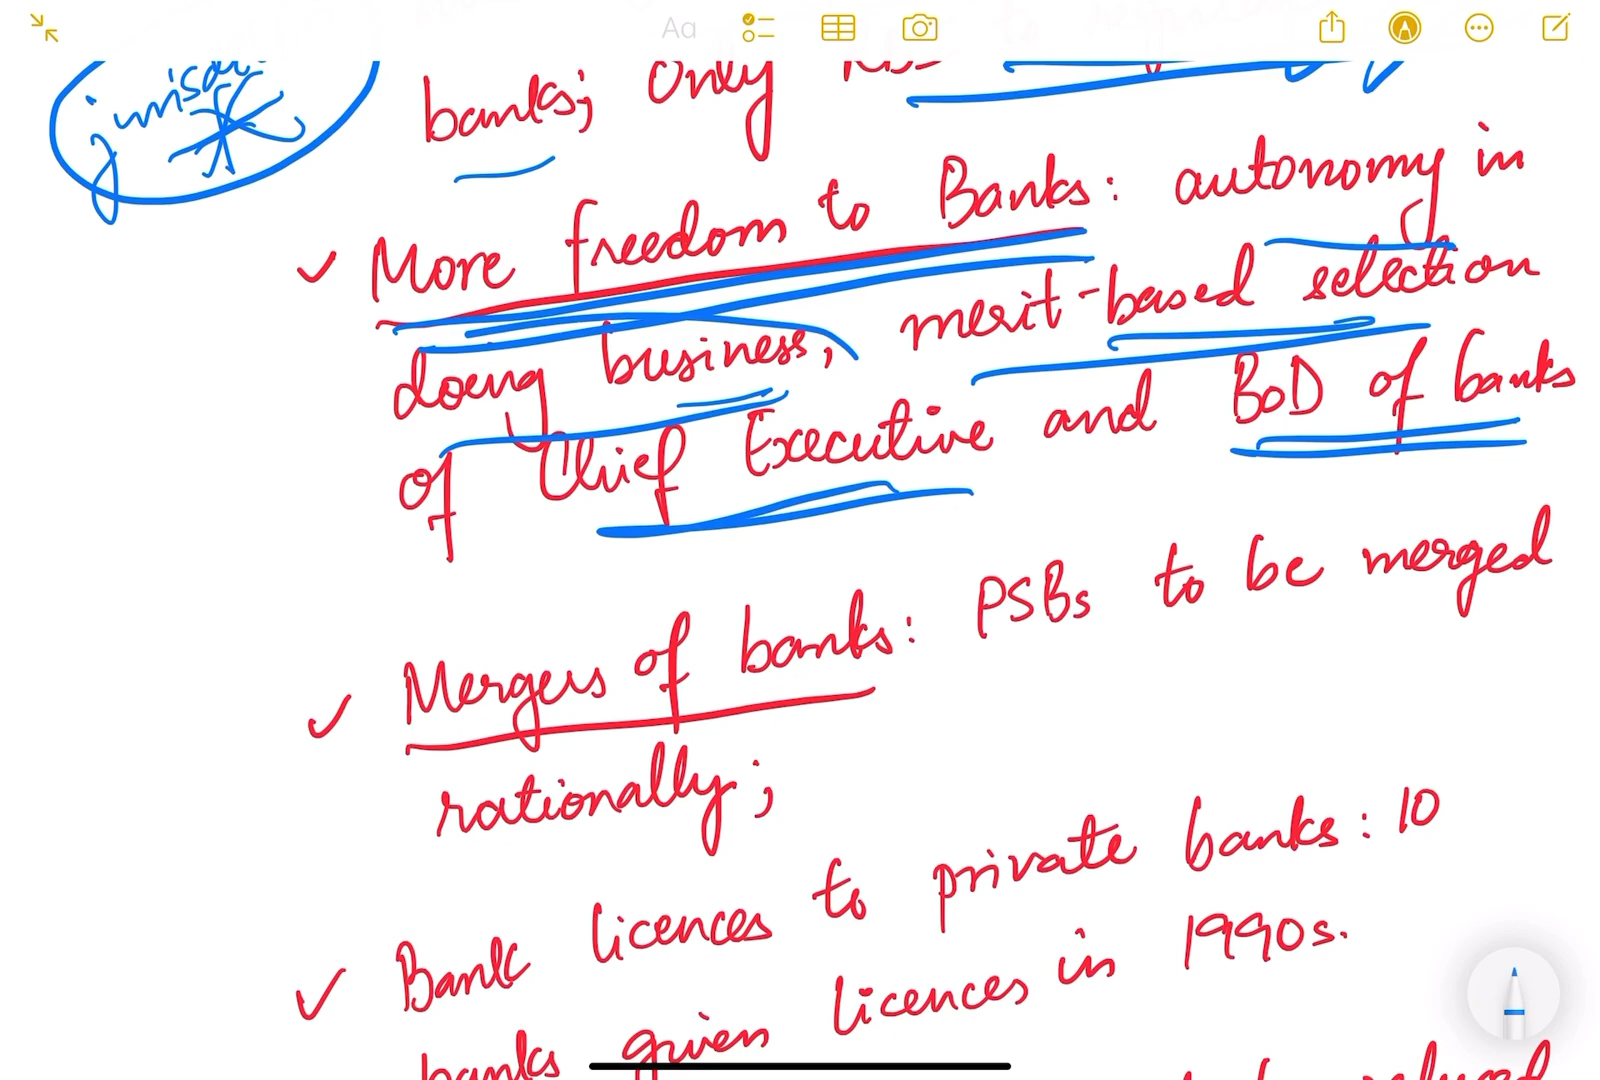 Aa
banks; Only
✓ More freedom to Banks: autonomy in
doing business, merit-based selection
of Chief Executive and BoD of banks
✓ Mergers of banks: PSBs to be merged
rationally;
✓ Bank licences to private banks: 10
banks given licences in 1990s.